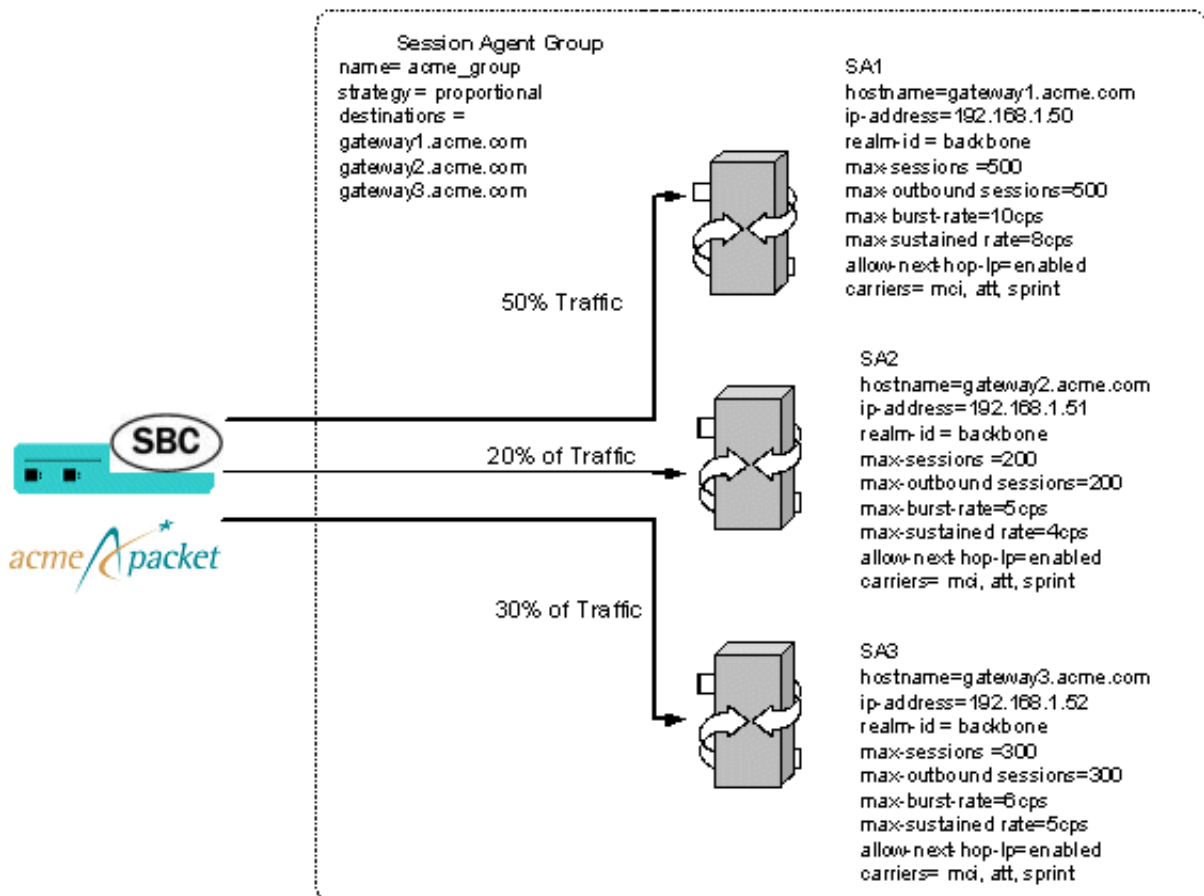 Session Agent Group
name= acme_group
strategy = proportional
destinations =
gateway1.acme.com
gateway2.acme.com
gateway3.acme.com
SA1
hostname=gateway1.acme.com
ip-address=192.168.1.50
realm-id = backbone
max-sessions =500
max-outbound sessions=500
max-burst-rate=10cps
max-sustained rate=8cps
allow-next-hop-lp=enabled
carriers= mci, att, sprint
50% Traffic
SA2
hostname=gateway2.acme.com
ip-address=192.168.1.51
realm-id = backbone
max-sessions =200
max-outbound sessions=200
max-burst-rate=5cps
max-sustained rate=4cps
allow-next-hop-lp=enabled
carriers= mci, att, sprint
SBC
20% of Traffic
acme packet
30% of Traffic
SA3
hostname=gateway3.acme.com
ip-address=192.168.1.52
realm-id = backbone
max-sessions =300
max-outbound sessions=300
max-burst-rate=6cps
max-sustained rate=5cps
allow-next-hop-lp=enabled
carriers= mci, att, sprint